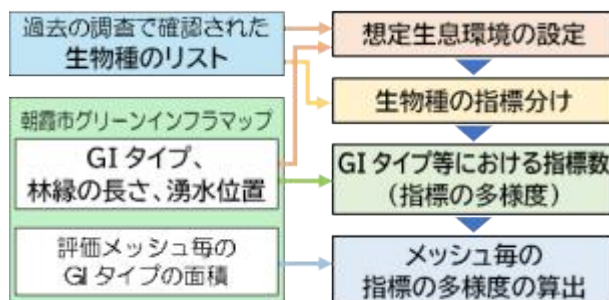 過去の調査で確認された
生物種のリスト
朝霞市グリーンインフラマップ
GIタイプ、
林縁の長さ、湧水位置
評価メッシュ毎の
GIタイプの面積
想定生息環境の設定
生物種の指標分け
GIタイプ等における指標数
(指標の多様度)
メッシュ毎の
指標の多様度の算出